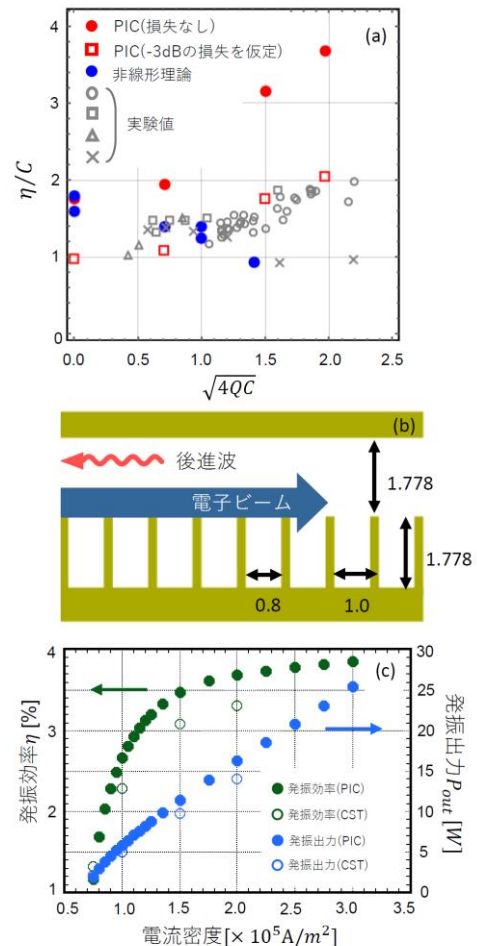 (a)
PIC(損失なし)
PIC(-3dBの損失を仮定)
非線形理論
実験値
η/C
4
3
2
1
0
0.0 0.5 1.0 1.5 2.0 2.5
√4QC
(b)
後進波
電子ビーム
1.778
1.778
0.8
1.0
(c)
発振効率η [%]
4
3
2
1
発振出力P_out [W]
30
25
20
15
10
5
0
発振効率(PIC)
発振効率(CST)
発振出力(PIC)
発振出力(CST)
0.5 1.0 1.5 2.0 2.5 3.0 3.5
電流密度[× 10⁵A/m²]